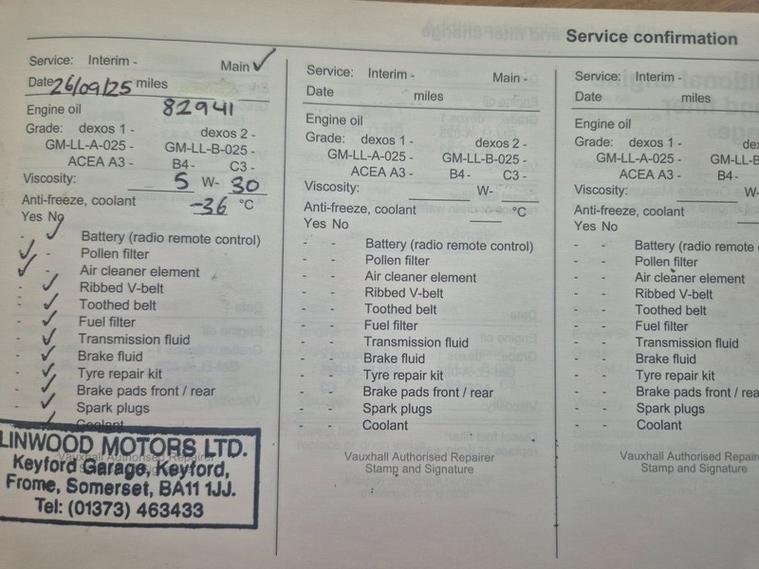 Service confirmation
Service: Interim - Main ✓
Date 26/09/25 miles
Engine oil 82941
Grade: dexos 1 - dexos 2 -
GM-LL-A-025 - GM-LL-B-025 -
ACEA A3 - B4 - C3 -
Viscosity: 5 W- 30
Anti-freeze, coolant -36 °C
Yes No
- ✓ Battery (radio remote control)
✓ - Pollen filter
✓ - Air cleaner element
- ✓ Ribbed V-belt
- ✓ Toothed belt
- ✓ Fuel filter
- ✓ Transmission fluid
- ✓ Brake fluid
- ✓ Tyre repair kit
- ✓ Brake pads front / rear
- ✓ Spark plugs
- ✓ Coolant
Vauxhall Authorised Repairer
LINWOOD MOTORS LTD.
Keyford Garage, Keyford,
Frome, Somerset, BA11 1JJ.
Tel: (01373) 463433
Service: Interim - Main -
Date miles
Engine oil
Grade: dexos 1 - dexos 2 -
GM-LL-A-025 - GM-LL-B-025 -
ACEA A3 - B4 - C3 -
Viscosity: W-
Anti-freeze, coolant °C
Yes No
- - Battery (radio remote control)
- - Pollen filter
- - Air cleaner element
- - Ribbed V-belt
- - Toothed belt
- - Fuel filter
- - Transmission fluid
- - Brake fluid
- - Tyre repair kit
- - Brake pads front / rear
- - Spark plugs
- - Coolant
Vauxhall Authorised Repairer
Stamp and Signature
Service: Interim -
Date miles
Engine oil
Grade: dexos 1 - de
GM-LL-A-025 - GM-LL-B
ACEA A3 - B4 -
Viscosity: W-
Anti-freeze, coolant
Yes No
- - Battery (radio remote
- - Pollen filter
- - Air cleaner element
- - Ribbed V-belt
- - Toothed belt
- - Fuel filter
- - Transmission fluid
- - Brake fluid
- - Tyre repair kit
- - Brake pads front / rea
- - Spark plugs
- - Coolant
Vauxhall Authorised Repairer
Stamp and Signature